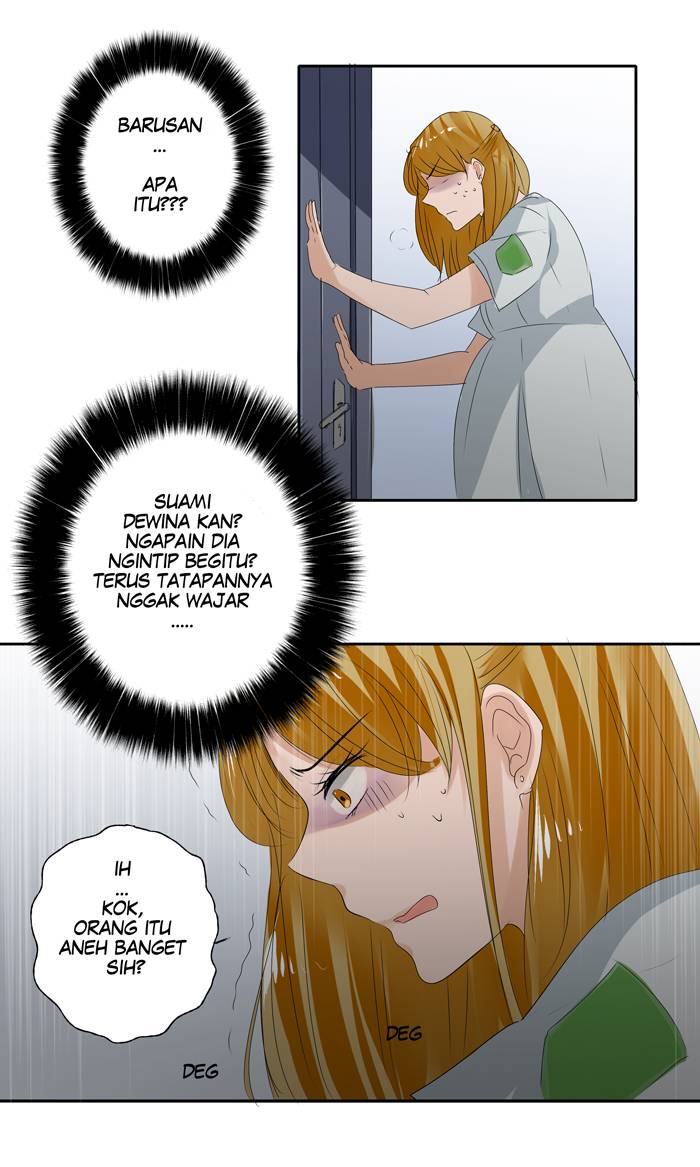 BARUSAN
...
APA
ITU???
SUAMI
DEWINA KAN?
NGAPAIN DIA
NGINTIP BEGITU?
TERUS TATAPANNYA
NGGAK WAJAR
.....
IH
...
KOK,
ORANG ITU
ANEH BANGET
SIH?
DEG
DEG